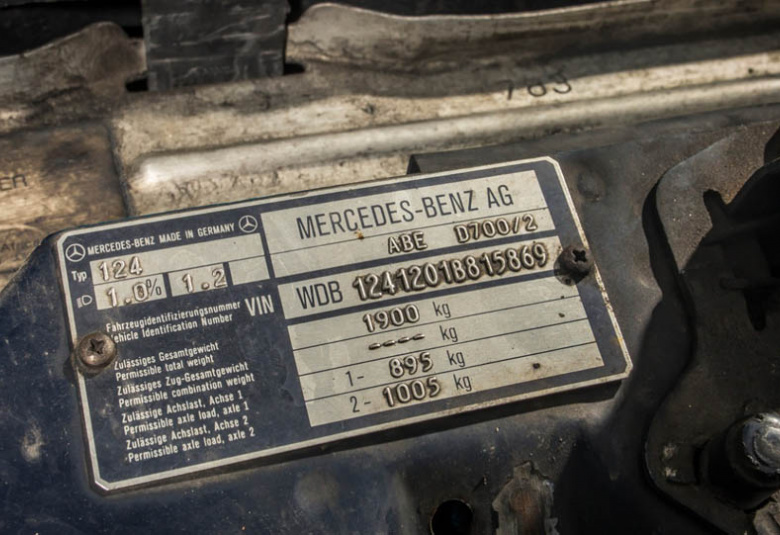 783
ER
MERCEDES-BENZ MADE IN GERMANY
MERCEDES-BENZ AG
Typ 124
ABE D700/2
1.0% 1.2
Fahrzeugidentifizierungsnummer
Vehicle Identification Number
VIN WDB 1241201B815869
Zulässiges Gesamtgewicht
Permissible total weight
1900 kg
Zulässiges Zug-Gesamtgewicht
Permissible combination weight
---- kg
Zulässige Achslast, Achse 1
Permissible axle load, axle 1
1- 895 kg
Zulässige Achslast, Achse 2
Permissible axle load, axle 2
2- 1005 kg